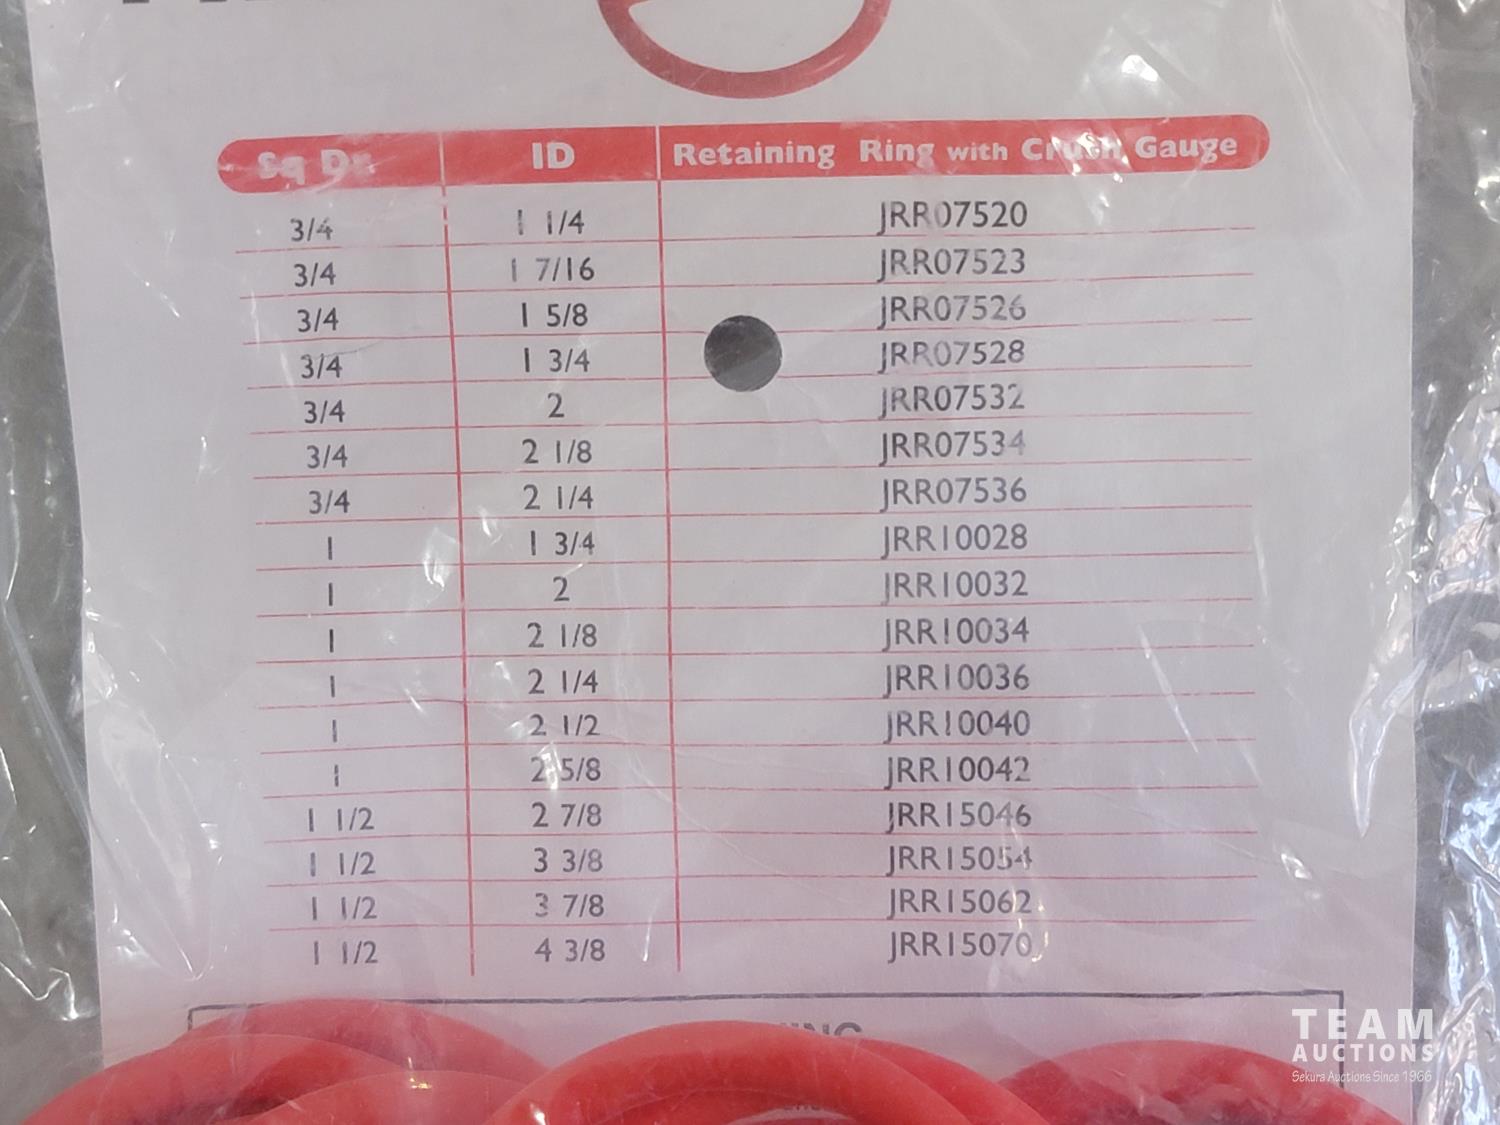 Sq Dr ID Retaining Ring with Crush Gauge
3/4 1 1/4 JRR07520
3/4 1 7/16 JRR07523
3/4 1 5/8 JRR07526
3/4 1 3/4 JRR07528
3/4 2 JRR07532
3/4 2 1/8 JRR07534
3/4 2 1/4 JRR07536
1 1 3/4 JRR10028
1 2 JRR10032
1 2 1/8 JRR10034
1 2 1/4 JRR10036
1 2 1/2 JRR10040
1 2 5/8 JRR10042
1 1/2 2 7/8 JRR15046
1 1/2 3 3/8 JRR15054
1 1/2 3 7/8 JRR15062
1 1/2 4 3/8 JRR15070
TEAM
AUCTIONS
Sekura Auctions Since 1966